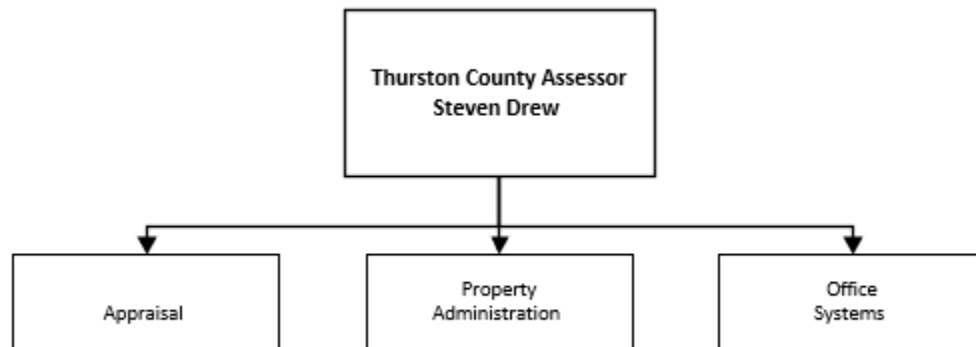 Thurston County Assessor
Steven Drew
Appraisal
Property
Administration
Office
Systems